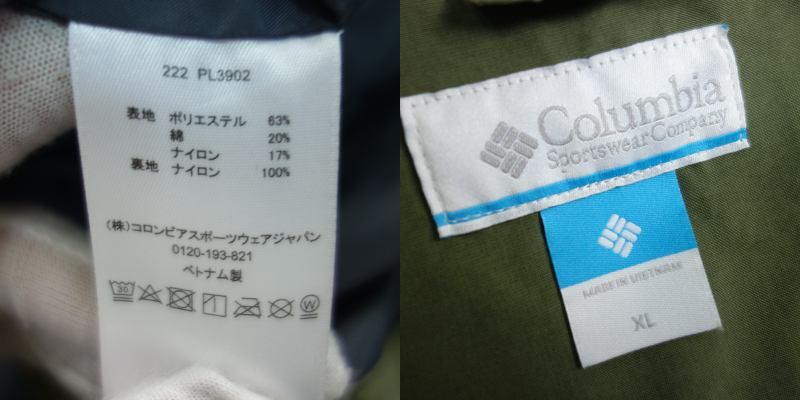 222 PL3902
表地 ポリエステル 63%
綿 20%
ナイロン 17%
裏地 ナイロン 100%
(株)コロンビアスポーツウェアジャパン
0120-193-821
ベトナム製
30
W
Columbia
Sportswear Company
MADE IN VIETNAM
XL